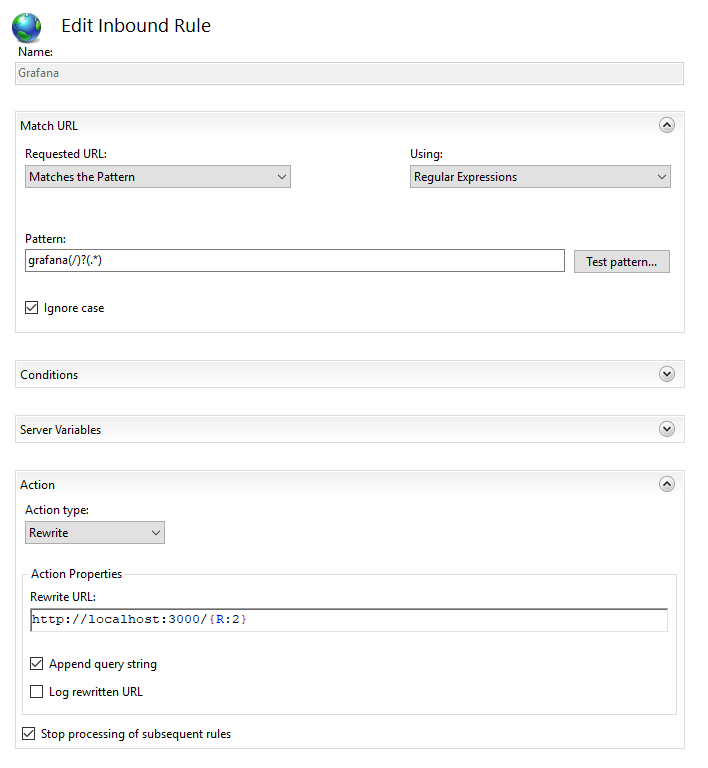 Edit Inbound Rule
Name:
Grafana
Match URL
Requested URL:
Using:
Matches the Pattern
Regular Expressions
Pattern:
grafana(/)?(.*)
Test pattern...
Ignore case
Conditions
Server Variables
Action
Action type:
Rewrite
Action Properties
Rewrite URL:
http://localhost:3000/{R:2}
Append query string
Log rewritten URL
Stop processing of subsequent rules